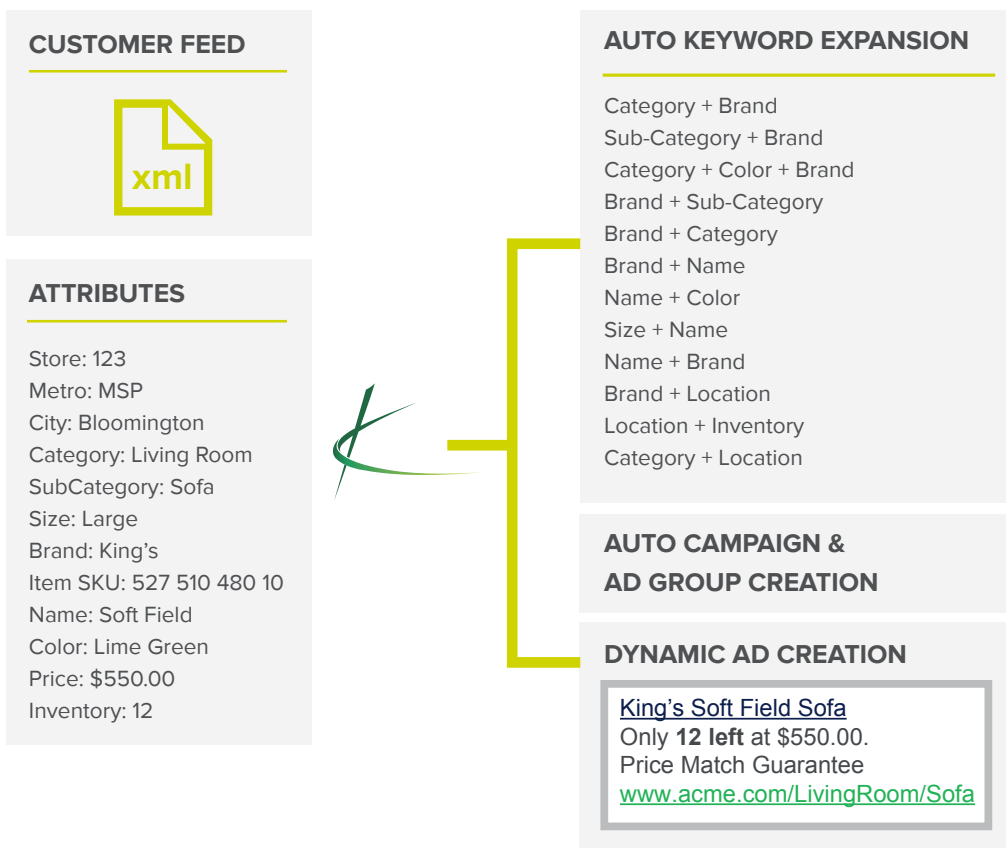 CUSTOMER FEED
xml
ATTRIBUTES
Store: 123
Metro: MSP
City: Bloomington
Category: Living Room
SubCategory: Sofa
Size: Large
Brand: King’s
Item SKU: 527 510 480 10
Name: Soft Field
Color: Lime Green
Price: $550.00
Inventory: 12
AUTO KEYWORD EXPANSION
Category + Brand
Sub-Category + Brand
Category + Color + Brand
Brand + Sub-Category
Brand + Category
Brand + Name
Name + Color
Size + Name
Name + Brand
Brand + Location
Location + Inventory
Category + Location
AUTO CAMPAIGN &
AD GROUP CREATION
DYNAMIC AD CREATION
King’s Soft Field Sofa
Only 12 left at $550.00.
Price Match Guarantee
www.acme.com/LivingRoom/Sofa